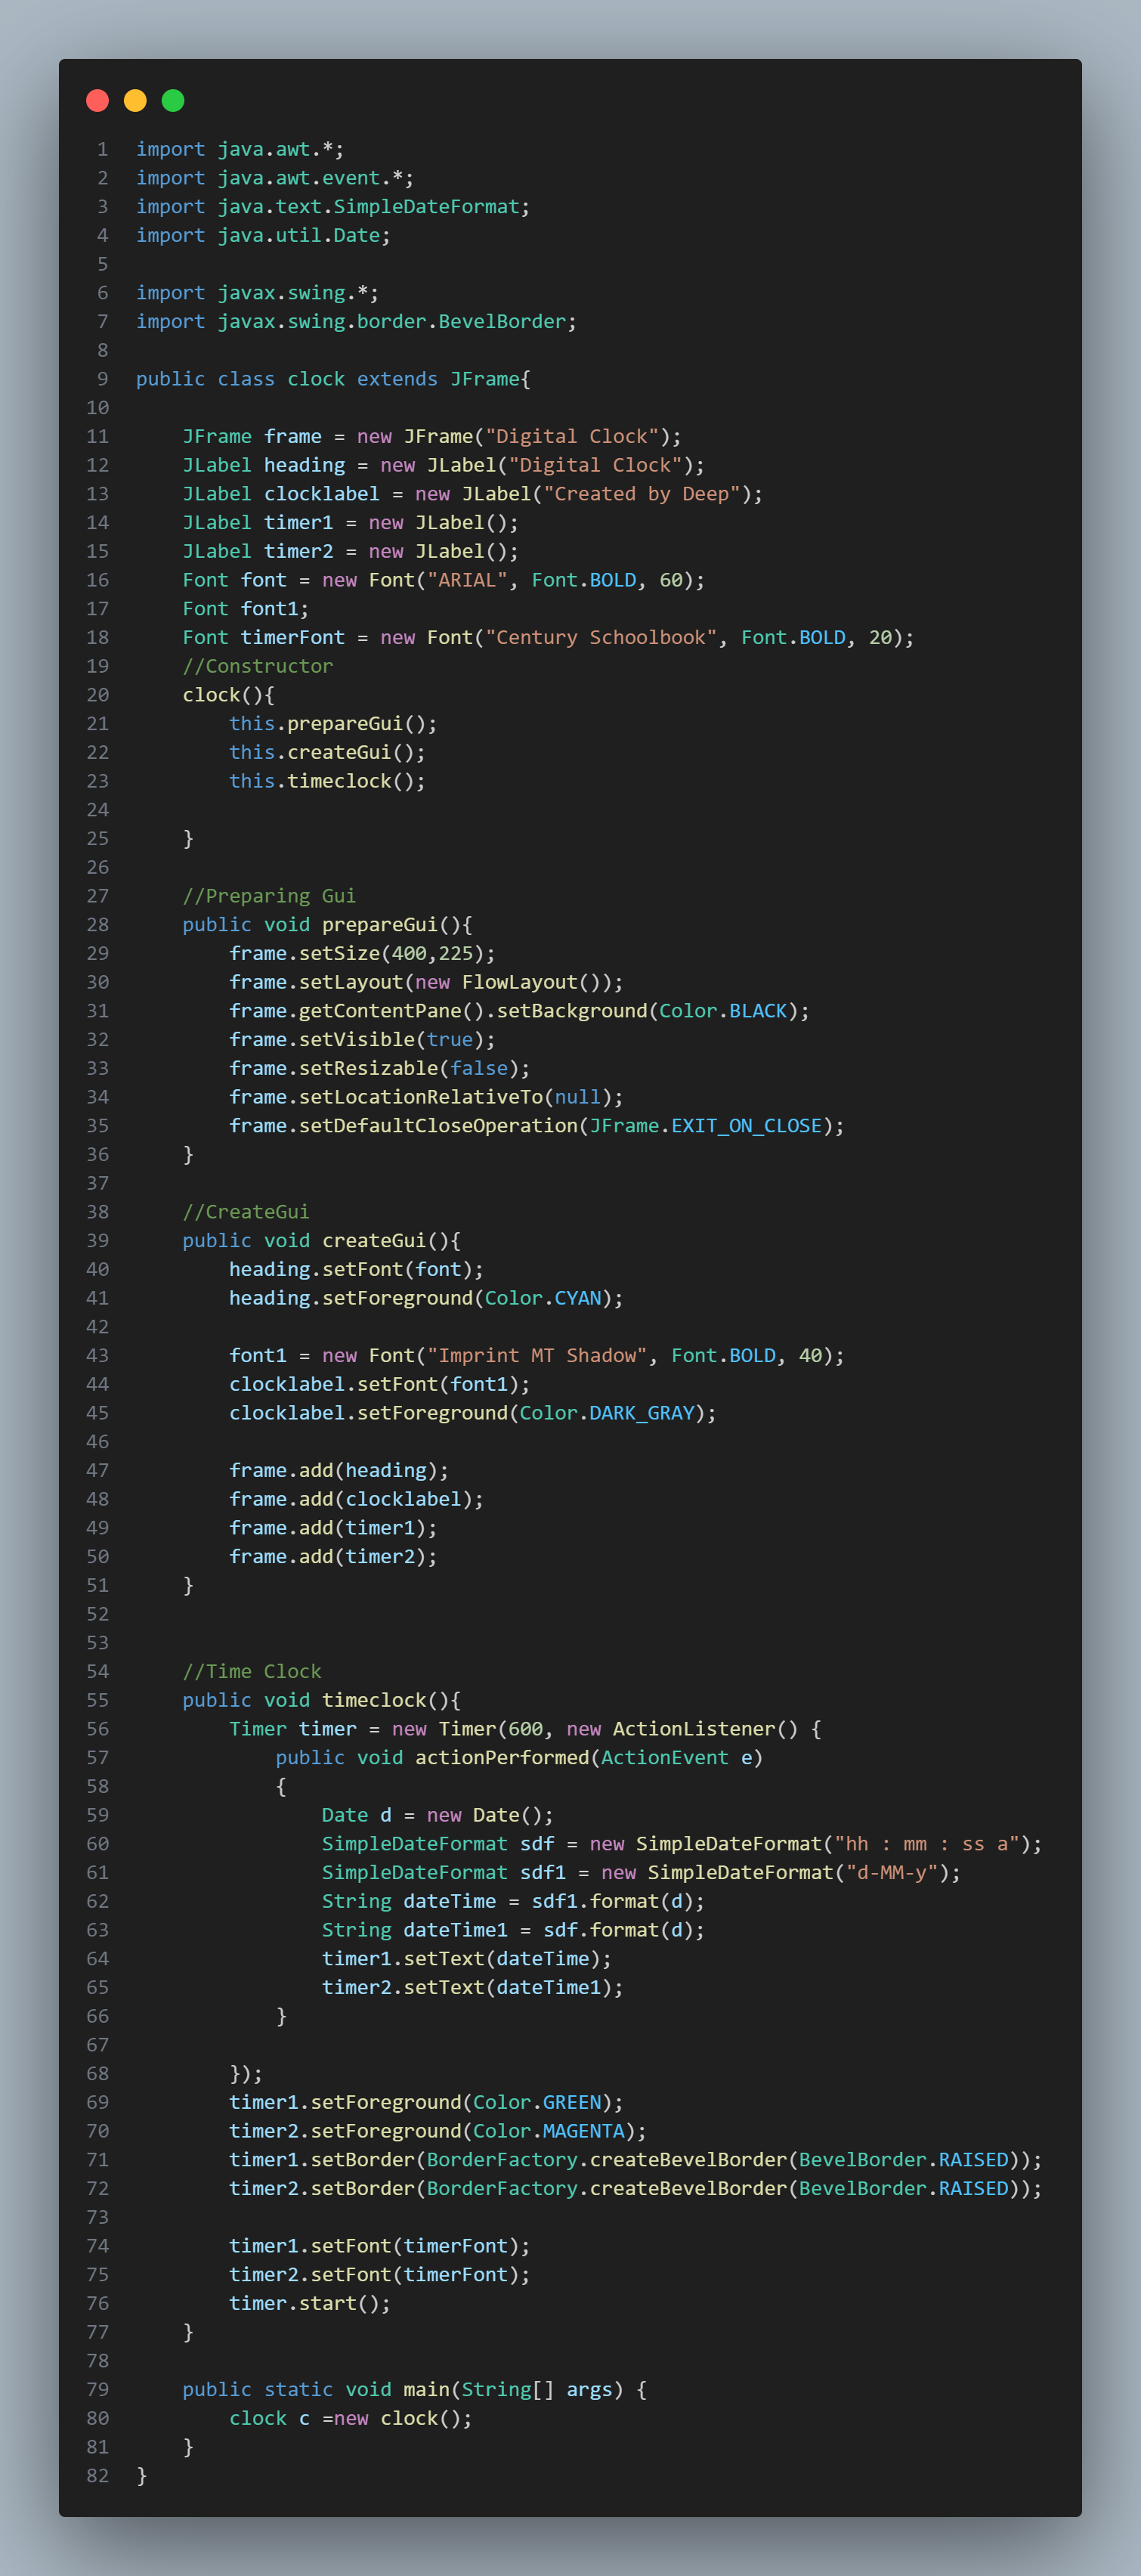 1 import java.awt.*;
2 import java.awt.event.*;
3 import java.text.SimpleDateFormat;
4 import java.util.Date;
5
6 import javax.swing.*;
7 import javax.swing.border.BevelBorder;
8
9 public class clock extends JFrame{
10
11     JFrame frame = new JFrame("Digital Clock");
12     JLabel heading = new JLabel("Digital Clock");
13     JLabel clocklabel = new JLabel("Created by Deep");
14     JLabel timer1 = new JLabel();
15     JLabel timer2 = new JLabel();
16     Font font = new Font("ARIAL", Font.BOLD, 60);
17     Font font1;
18     Font timerFont = new Font("Century Schoolbook", Font.BOLD, 20);
19     //Constructor
20     clock(){
21         this.prepareGui();
22         this.createGui();
23         this.timeclock();
24
25     }
26
27     //Preparing Gui
28     public void prepareGui(){
29         frame.setSize(400,225);
30         frame.setLayout(new FlowLayout());
31         frame.getContentPane().setBackground(Color.BLACK);
32         frame.setVisible(true);
33         frame.setResizable(false);
34         frame.setLocationRelativeTo(null);
35         frame.setDefaultCloseOperation(JFrame.EXIT_ON_CLOSE);
36     }
37
38     //CreateGui
39     public void createGui(){
40         heading.setFont(font);
41         heading.setForeground(Color.CYAN);
42
43         font1 = new Font("Imprint MT Shadow", Font.BOLD, 40);
44         clocklabel.setFont(font1);
45         clocklabel.setForeground(Color.DARK_GRAY);
46
47         frame.add(heading);
48         frame.add(clocklabel);
49         frame.add(timer1);
50         frame.add(timer2);
51     }
52
53
54     //Time Clock
55     public void timeclock(){
56         Timer timer = new Timer(600, new ActionListener() {
57             public void actionPerformed(ActionEvent e)
58             {
59                 Date d = new Date();
60                 SimpleDateFormat sdf = new SimpleDateFormat("hh : mm : ss a");
61                 SimpleDateFormat sdf1 = new SimpleDateFormat("d-MM-y");
62                 String dateTime = sdf1.format(d);
63                 String dateTime1 = sdf.format(d);
64                 timer1.setText(dateTime);
65                 timer2.setText(dateTime1);
66             }
67
68         });
69         timer1.setForeground(Color.GREEN);
70         timer2.setForeground(Color.MAGENTA);
71         timer1.setBorder(BorderFactory.createBevelBorder(BevelBorder.RAISED));
72         timer2.setBorder(BorderFactory.createBevelBorder(BevelBorder.RAISED));
73
74         timer1.setFont(timerFont);
75         timer2.setFont(timerFont);
76         timer.start();
77     }
78
79     public static void main(String[] args) {
80         clock c =new clock();
81     }
82 }